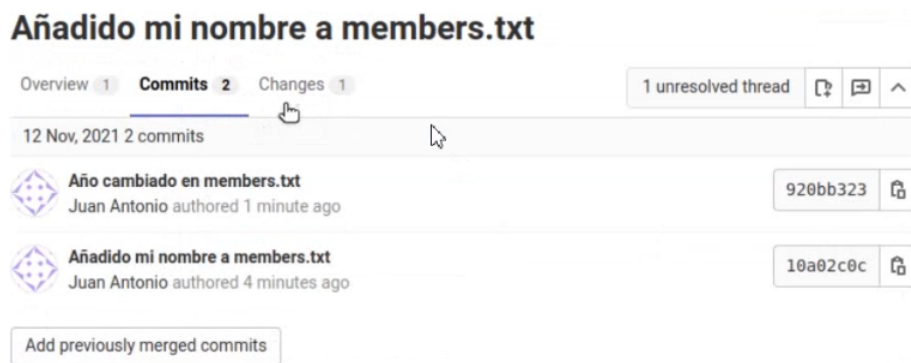 Añadido mi nombre a members.txt
Overview 1 Commits 2 Changes 1 1 unresolved thread
12 Nov, 2021 2 commits
Año cambiado en members.txt
Juan Antonio authored 1 minute ago 920bb323
Añadido mi nombre a members.txt
Juan Antonio authored 4 minutes ago 10a02c0c
Add previously merged commits